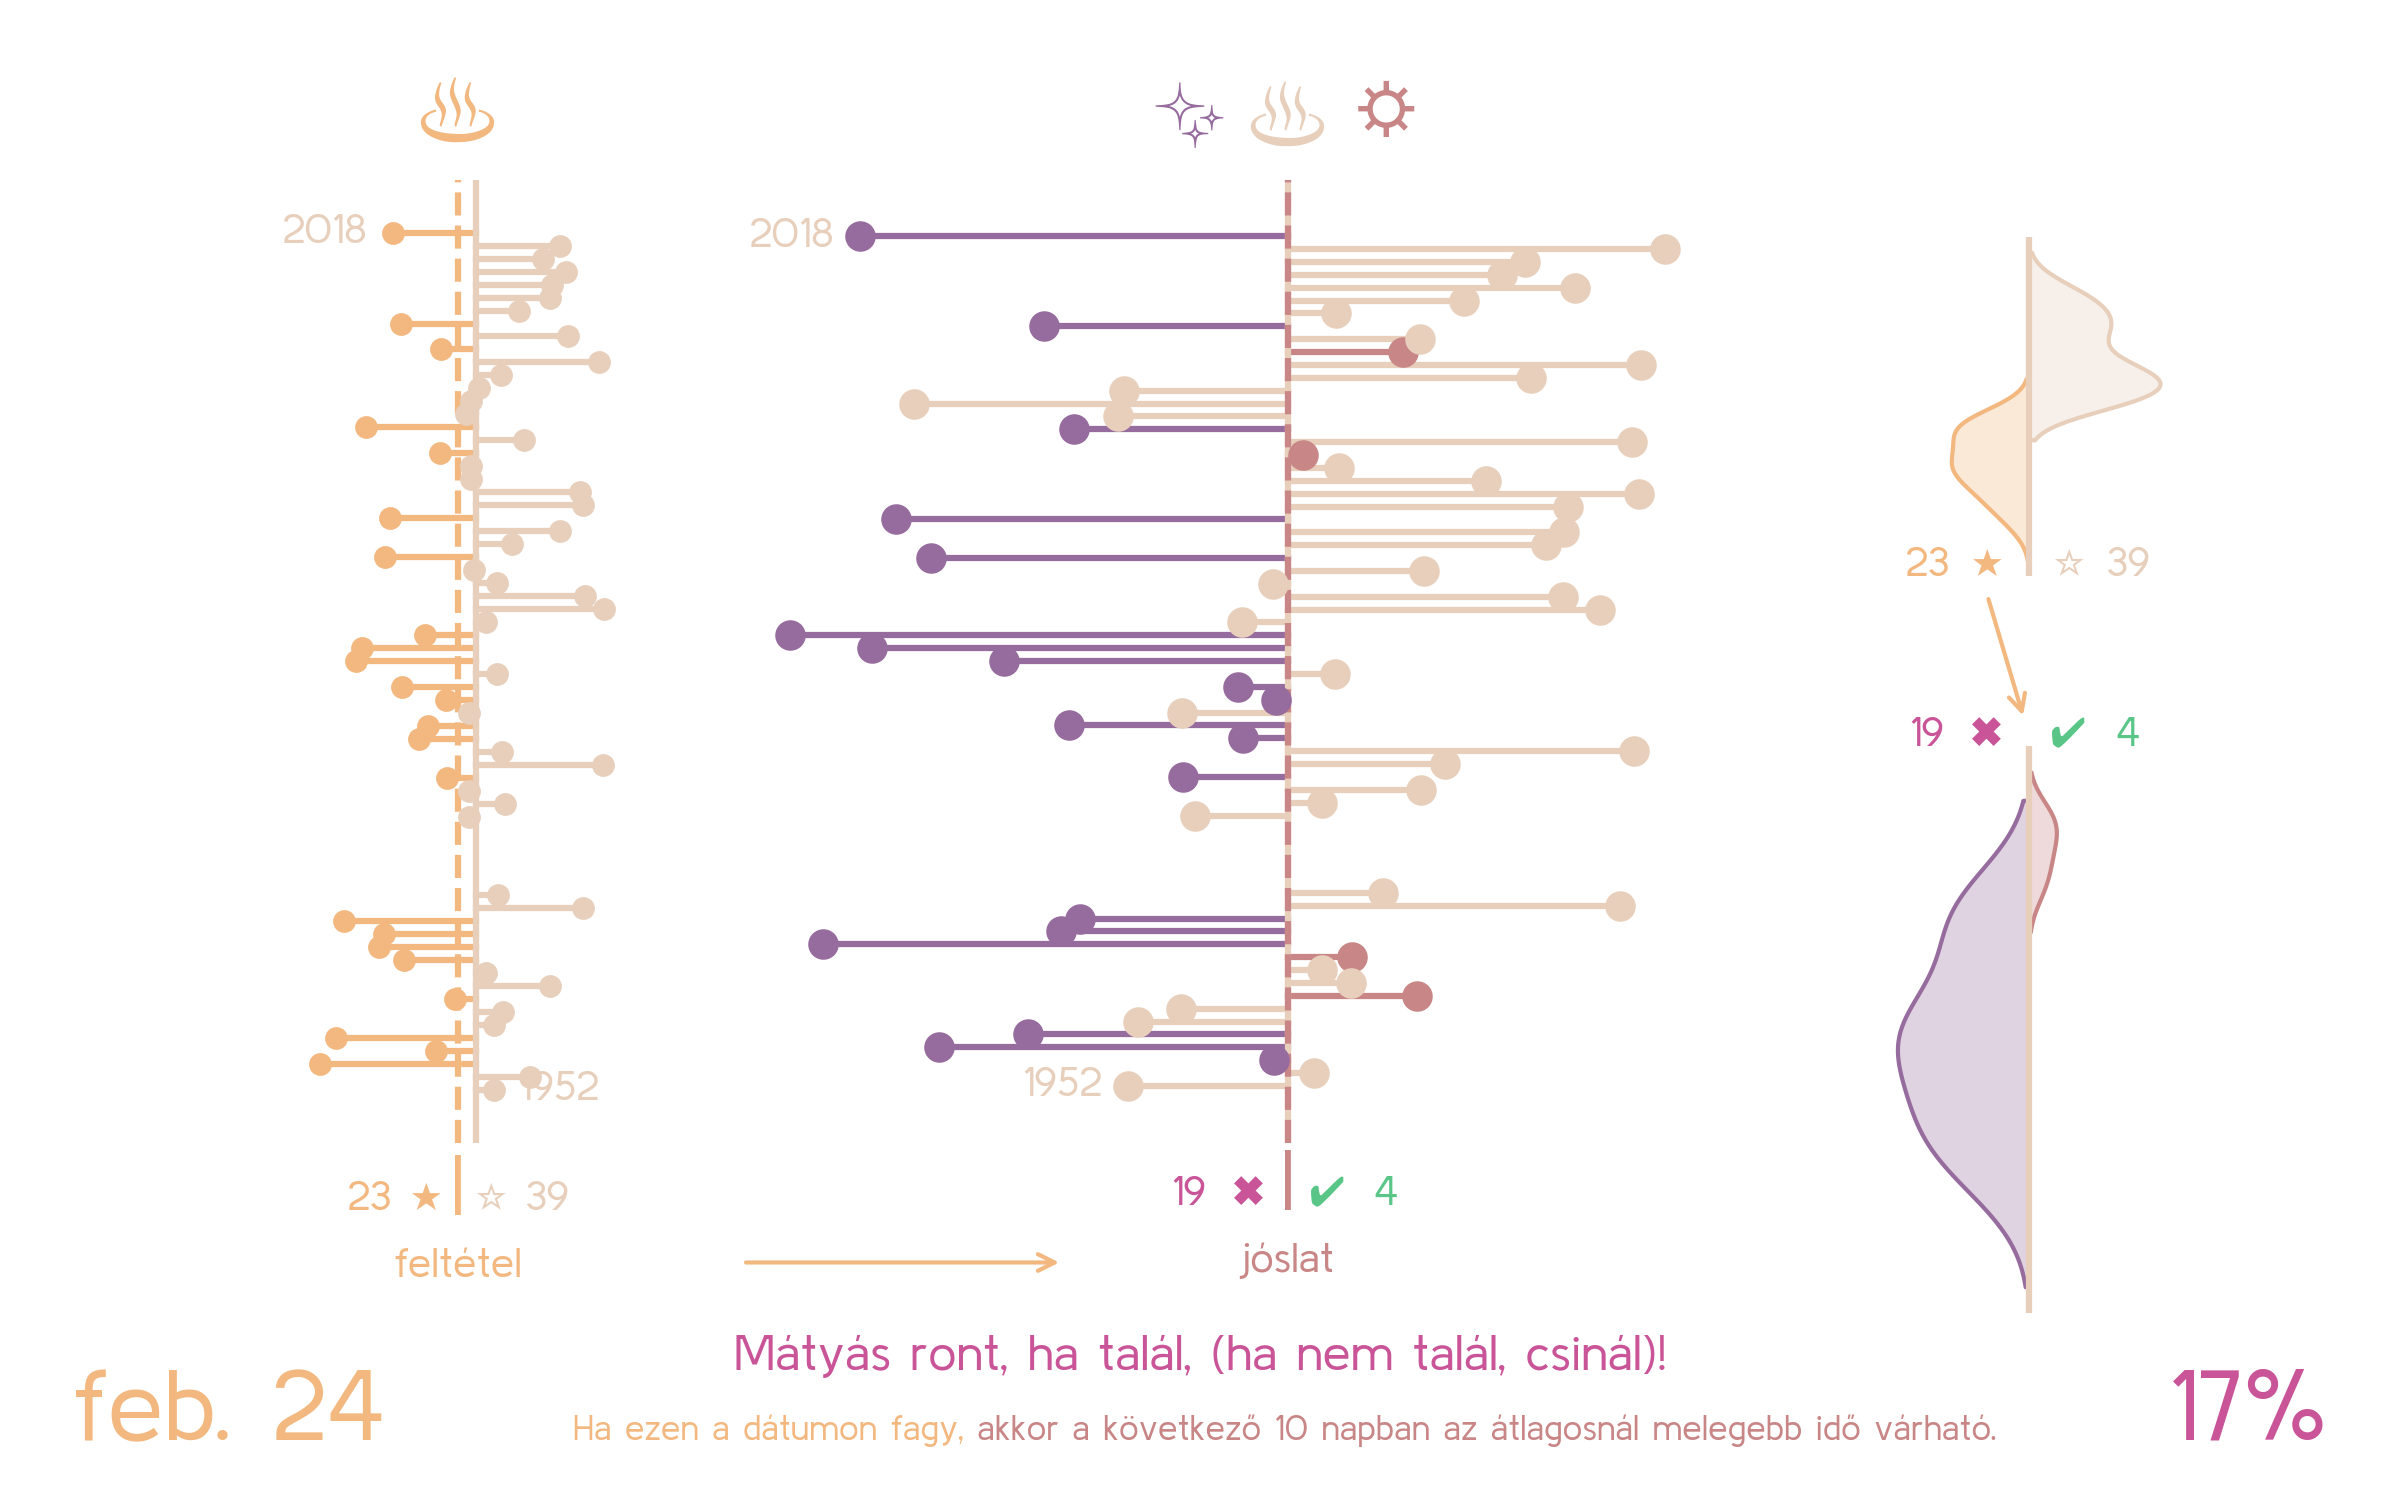 2018
2018
23 ★ ☆ 39
19 ✖ ✔ 4
1952
1952
23 ★ ☆ 39
19 ✖ ✔ 4
feltétel
jóslat
Mátyás ront, ha talál, (ha nem talál, csinál)!
feb. 24
Ha ezen a dátumon fagy, akkor a következő 10 napban az átlagosnál melegebb idő várható.
17%